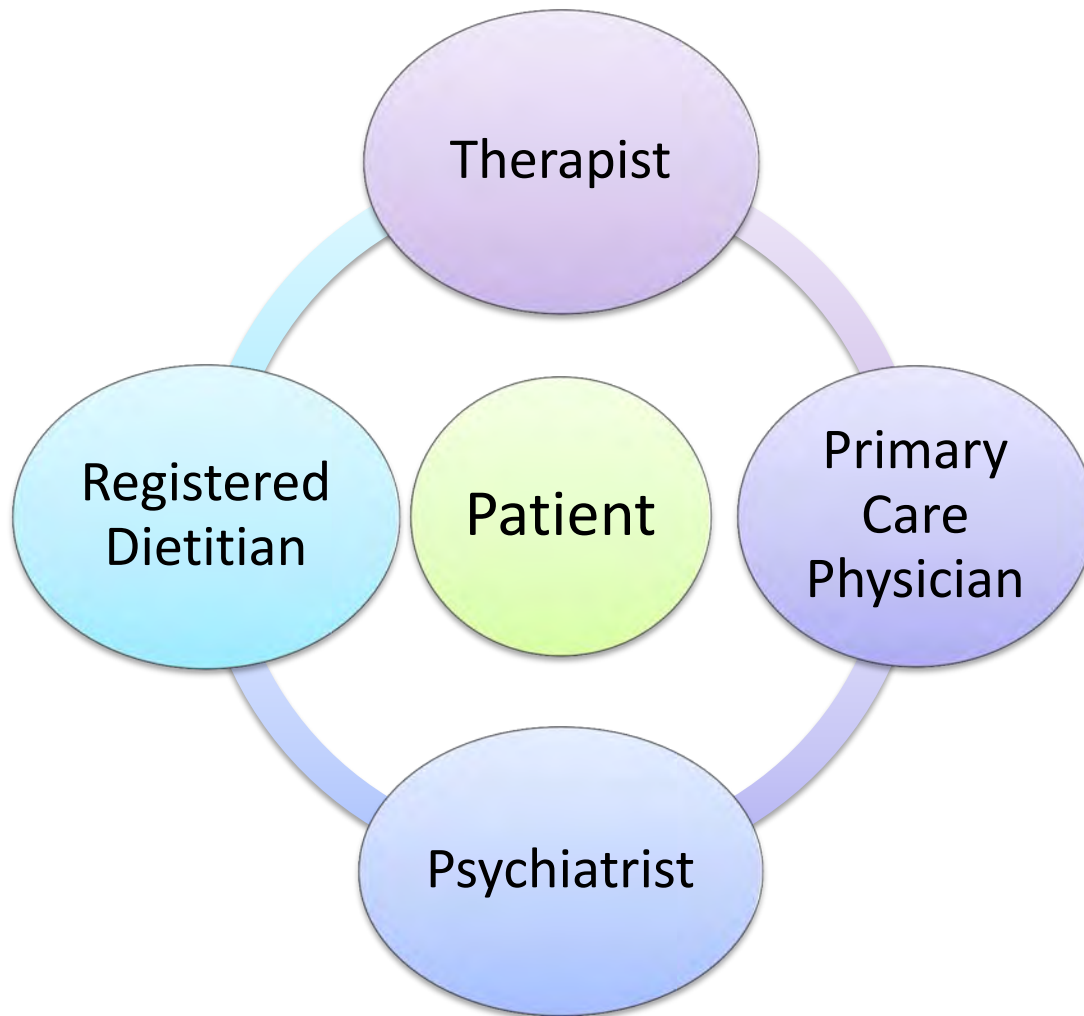 Therapist
Registered
Dietitian
Patient
Primary
Care
Physician
Psychiatrist